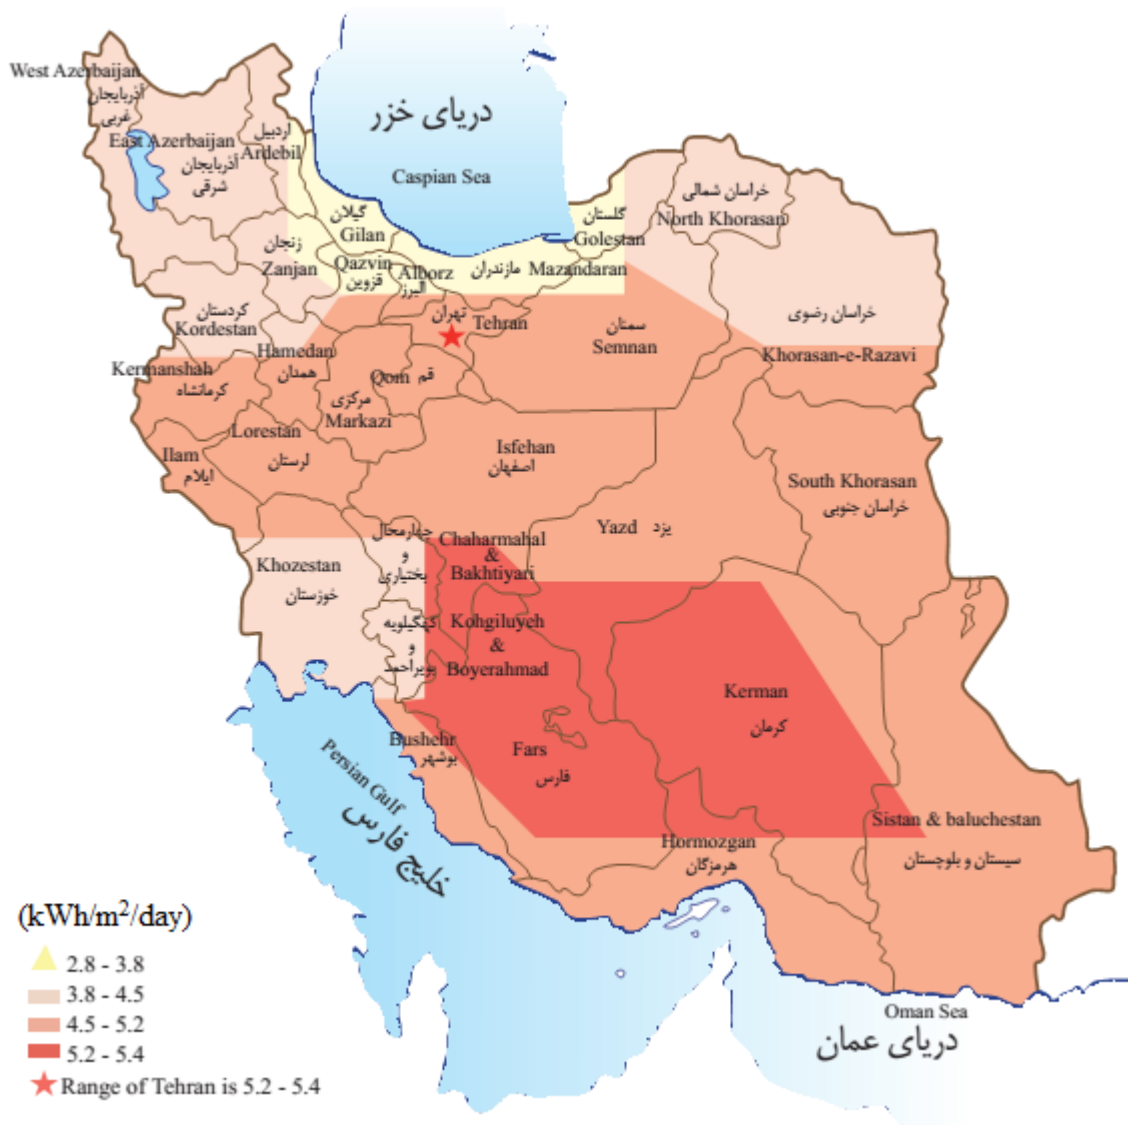 دریای خزر
Caspian Sea
West Azerbaijan
آذربایجان
غربی
East Azerbaijan
آذربایجان
شرقی
اردبیل
Ardebil
گیلان
Gilan
گلستان
Golestan
خراسان شمالی
North Khorasan
زنجان
Zanjan
Qazvin
قزوین
Alborz
البرز
مازندران
Mazandaran
کردستان
Kordestan
تهران
Tehran
سمنان
Semnan
خراسان رضوی
Khorasan-e-Razavi
Kermanshah
کرمانشاه
Hamedan
همدان
Qom قم
مرکزی
Markazi
Lorestan
لرستان
Ilam
ایلام
Isfehan
اصفهان
South Khorasan
خراسان جنوبی
Yazd یزد
Khozestan
خوزستان
چهارمحال
و
بختیاری
Chaharmahal
&
Bakhtiyari
کهگیلویه
و
بویراحمد
Kohgiluyeh
&
Boyerahmad
Kerman
کرمان
Bushehr
بوشهر
Fars
فارس
Persian Gulf
خلیج فارس
Sistan & baluchestan
سیستان و بلوچستان
Hormozgan
هرمزگان
Oman Sea
دریای عمان
(kWh/m²/day)
2.8 - 3.8
3.8 - 4.5
4.5 - 5.2
5.2 - 5.4
Range of Tehran is 5.2 - 5.4